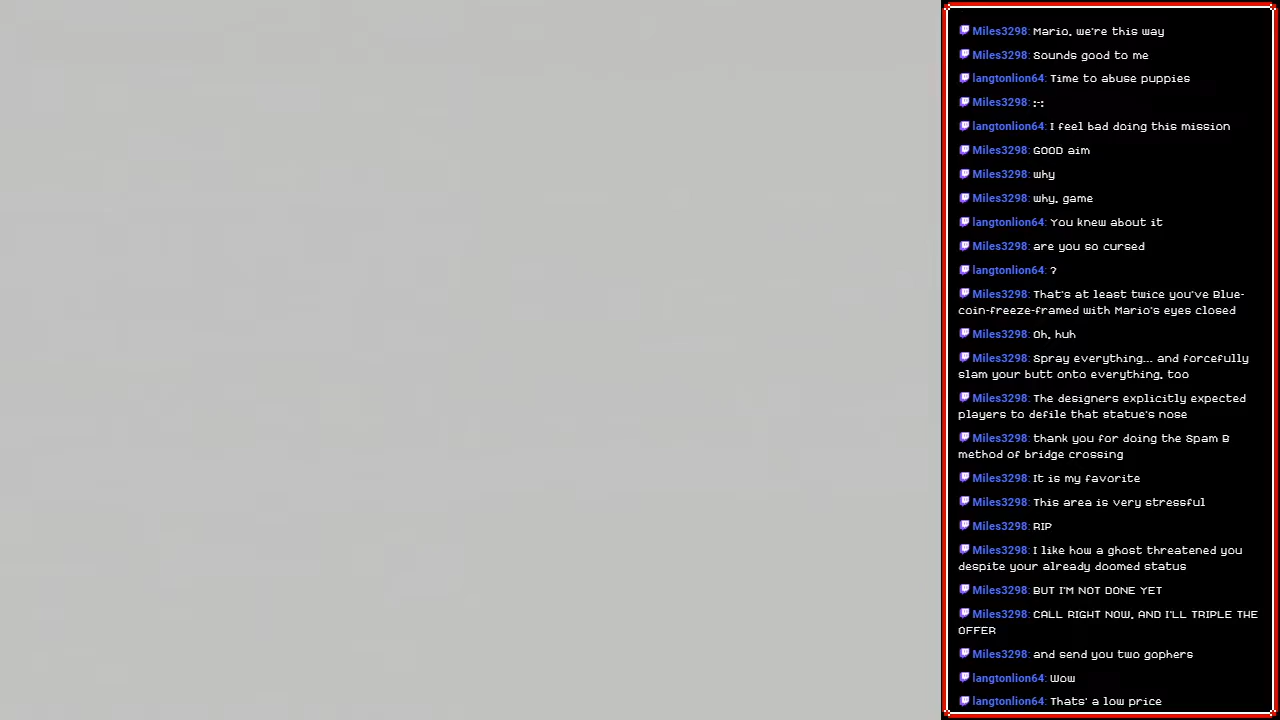 Miles3298: Mario, we're this way
Miles3298: Sounds good to me
langtonlion64: Time to abuse puppies
Miles3298: :-:
langtonlion64: I feel bad doing this mission
Miles3298: GOOD aim
Miles3298: why
Miles3298: why, game
langtonlion64: You knew about it
Miles3298: are you so cursed
langtonlion64: ?
Miles3298: That's at least twice you've Blue-
coin-freeze-framed with Mario's eyes closed
Miles3298: Oh, huh
Miles3298: Spray everything... and forcefully
slam your butt onto everything, too
Miles3298: The designers explicitly expected
players to defile that statue's nose
Miles3298: thank you for doing the Spam B
method of bridge crossing
Miles3298: It is my favorite
Miles3298: This area is very stressful
Miles3298: RIP
Miles3298: I like how a ghost threatened you
despite your already doomed status
Miles3298: BUT I'M NOT DONE YET
Miles3298: CALL RIGHT NOW, AND I'LL TRIPLE THE
OFFER
Miles3298: and send you two gophers
langtonlion64: Wow
langtonlion64: Thats' a low price